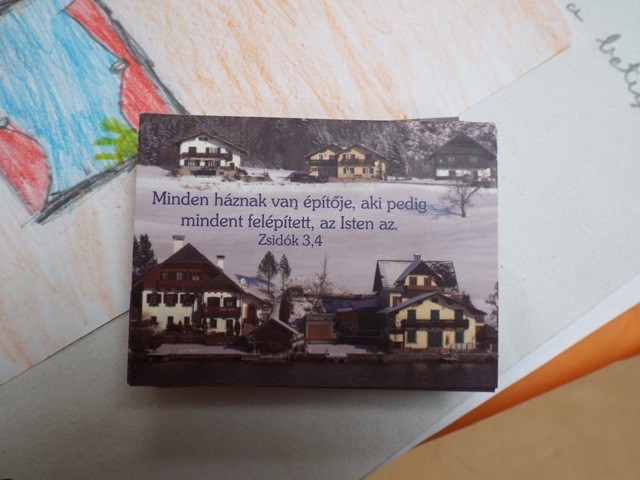 Minden háznak van építője, aki pedig
mindent felépített, az Isten az.
Zsidók 3,4
a